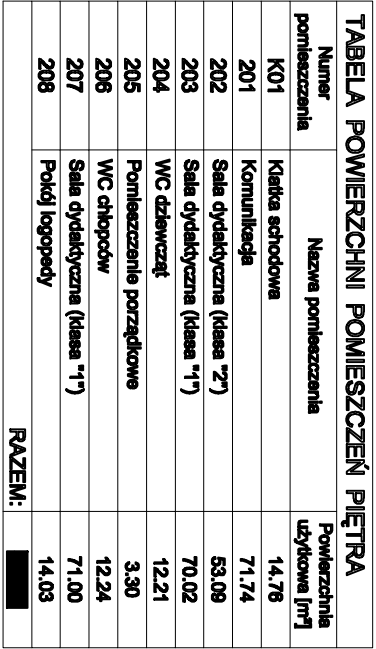 TABELA POWIERZCHNI POMIESZCZEŃ PIĘTRA
Numer pomieszczenia Nazwa pomieszczenia Powierzchnia użytkowa [m²]
K01 Klatka schodowa 14.78
201 Komunikacja 71.74
202 Sala dydaktyczna (klasa "2") 53.09
203 Sala dydaktyczna (klasa "1") 70.02
204 WC dziewcząt 12.21
205 Pomieszczenie porządkowe 3.30
206 WC chłopców 12.24
207 Sala dydaktyczna (klasa "1") 71.00
208 Pokój logopedy 14.03
RAZEM: